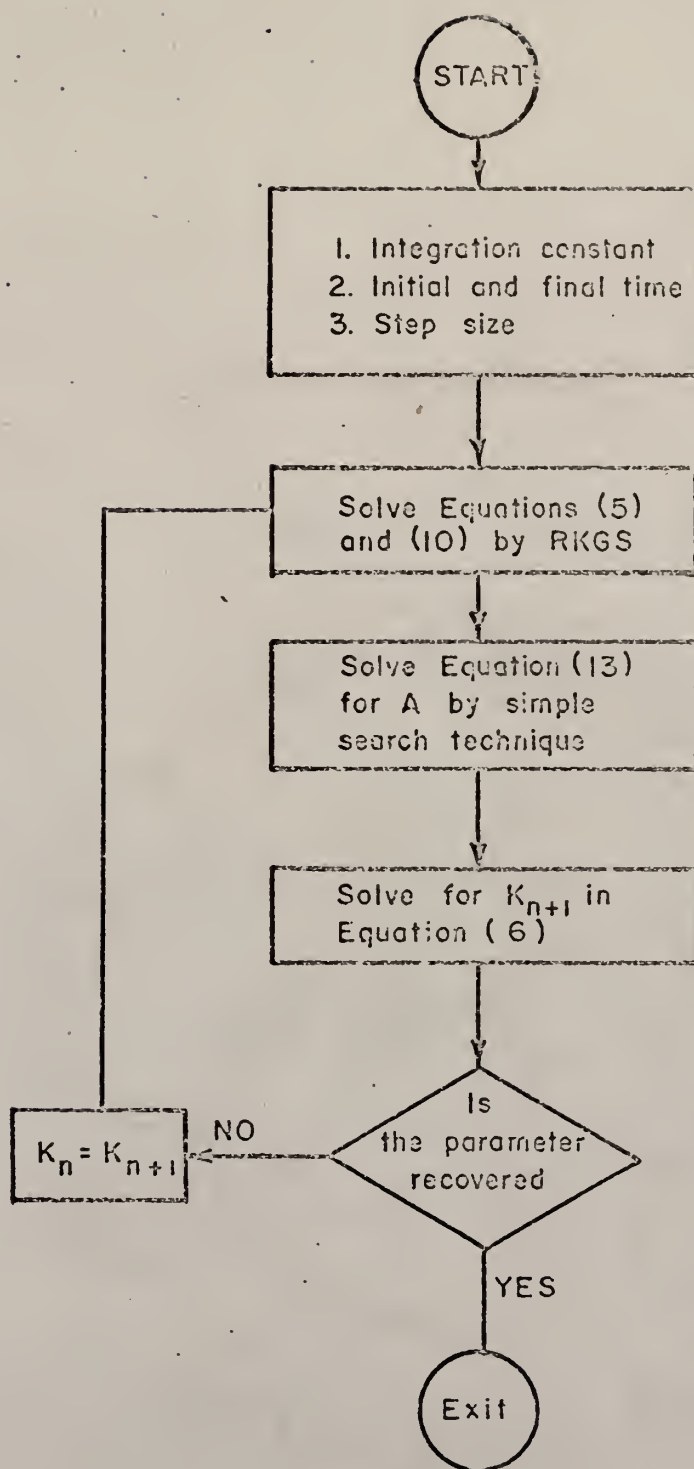 START
1. Integration constant
2. Initial and final time
3. Step size
Solve Equations (5)
and (10) by RKGS
Solve Equation (13)
for A by simple
search technique
Solve for K_{n+1} in
Equation (6)
Is
the parameter
recovered
NO
K_n = K_{n+1}
YES
Exit